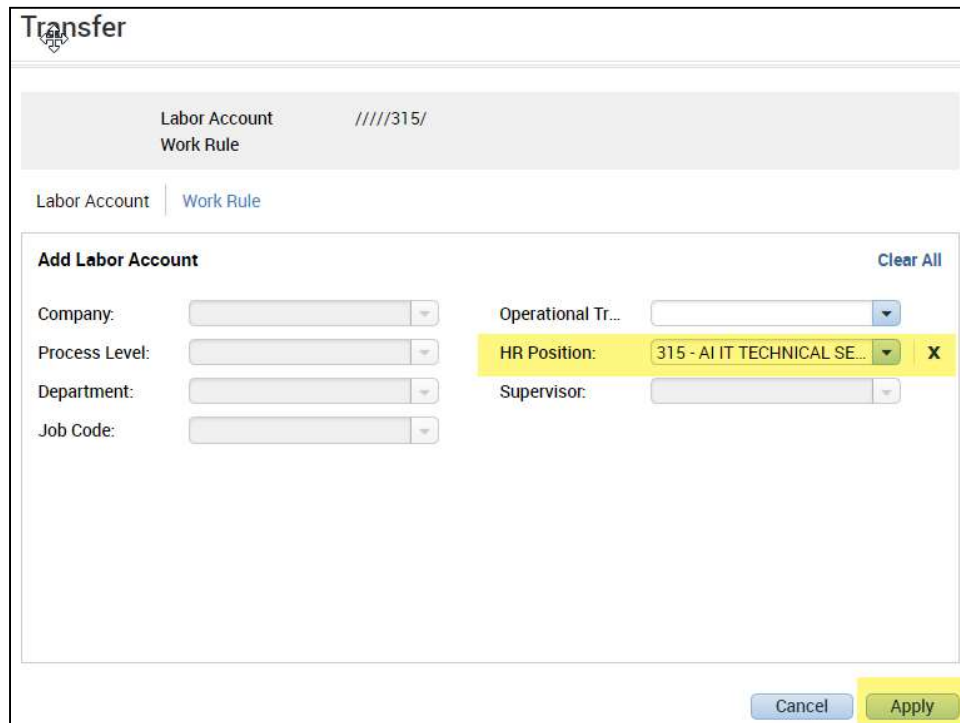 Transfer
Labor Account /////315/
Work Rule
Labor Account Work Rule
Add Labor Account Clear All
Company: Operational Tr...
Process Level: HR Position: 315 - AI IT TECHNICAL SE... X
Department: Supervisor:
Job Code:
Cancel Apply